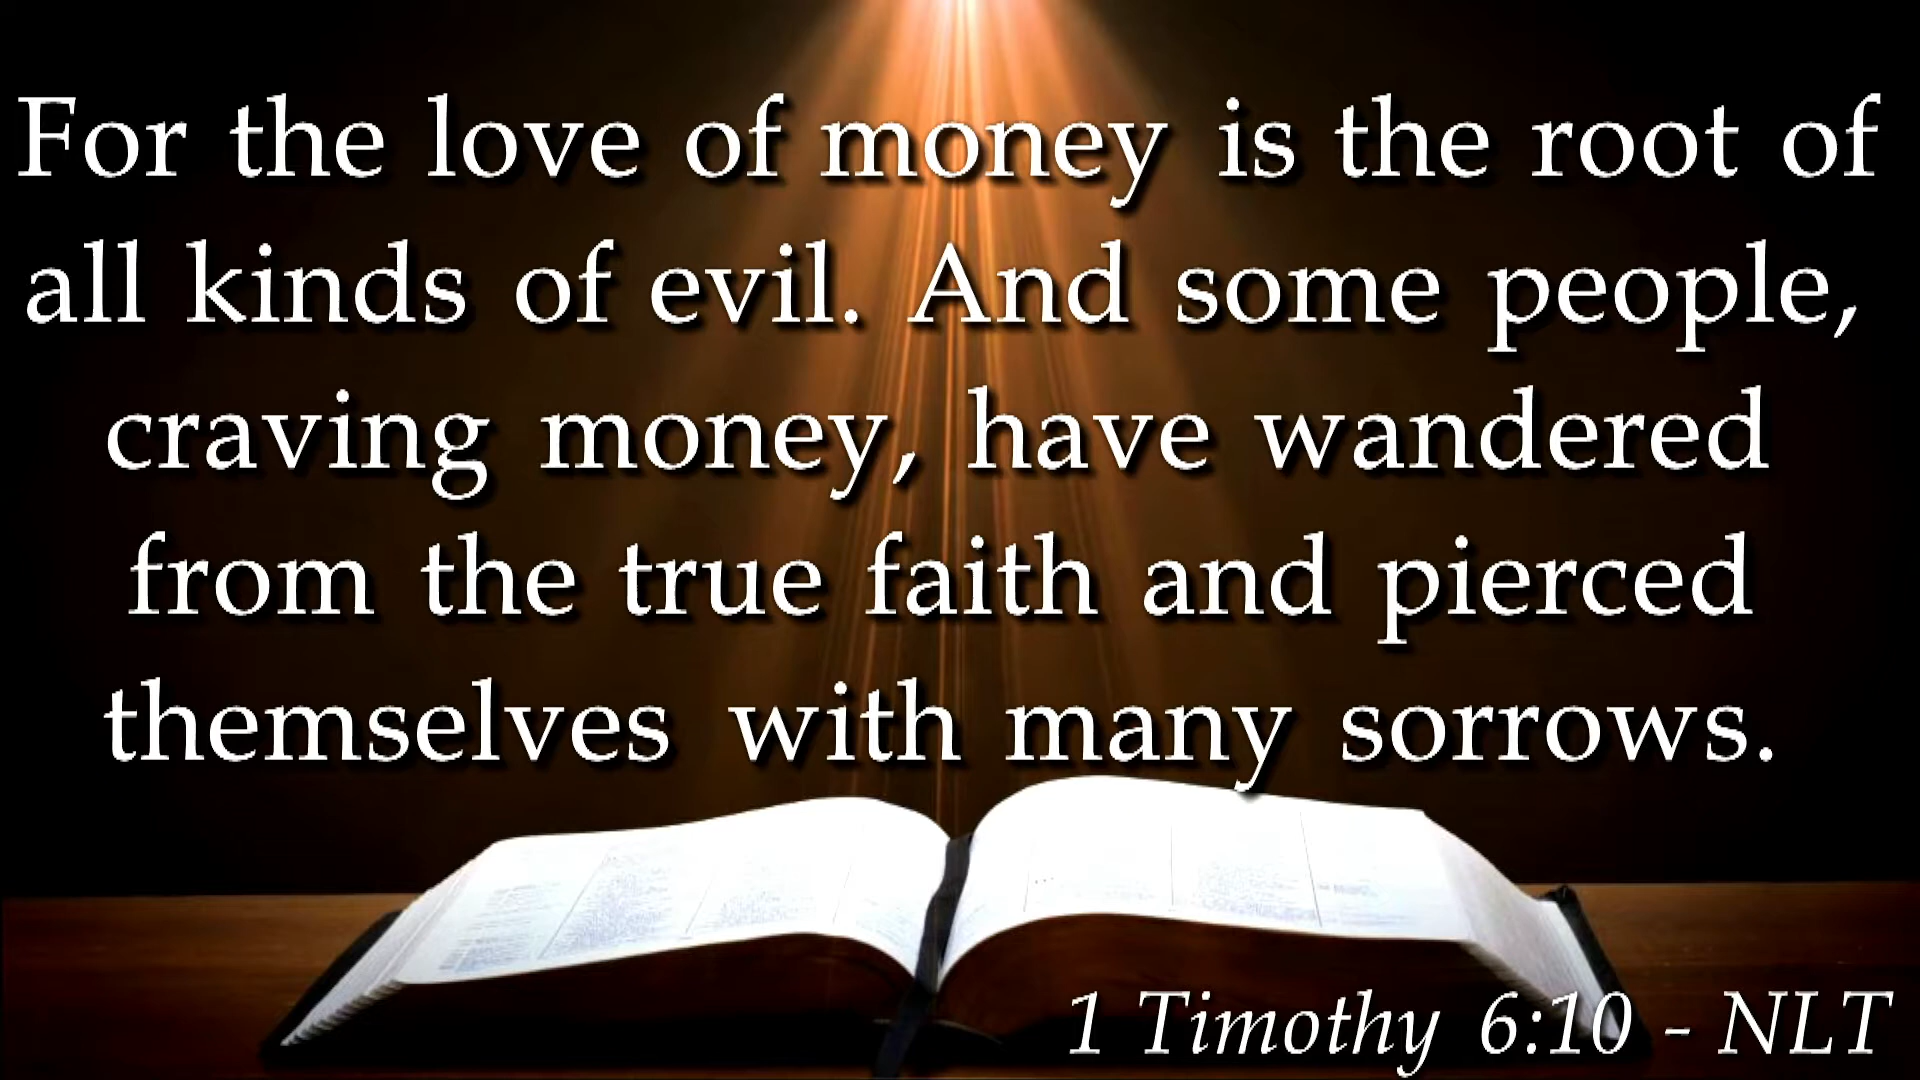 For the love of money is the root of
all kinds of evil. And some people,
craving money, have wandered
from the true faith and pierced
themselves with many sorrows.
1 Timothy 6:10 - NLT